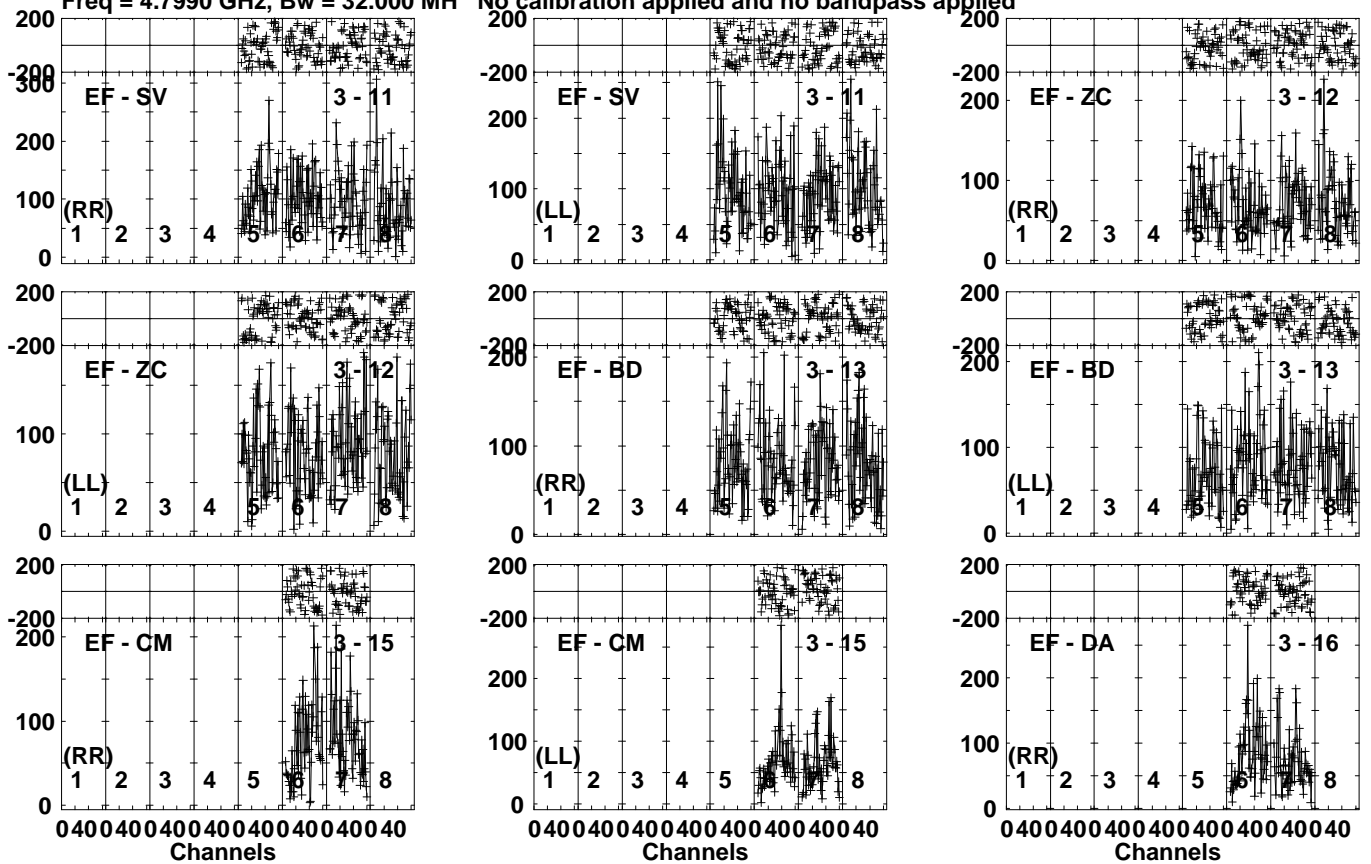 Freq = 4.7990 GHz, Bw = 32.000 MH No calibration applied and no bandpass applied
200 200 200
-200 -200 -200
300
EF - SV 3 - 11 EF - SV 3 - 11 EF - ZC 3 - 12
200 200 200
100 100 100
(RR) (LL) (RR)
1 2 3 4 5 6 7 8 1 2 3 4 5 6 7 8 1 2 3 4 5 6 7 8
0 0 0
200 200 200
-200 -200 -200
200 200
EF - ZC 3 - 12 EF - BD 3 - 13 EF - BD 3 - 13
100 100 100
(LL) (RR) (LL)
1 2 3 4 5 6 7 8 1 2 3 4 5 6 7 8 1 2 3 4 5 6 7 8
0 0 0
200 200 200
-200 -200 -200
200
EF - CM 3 - 15 EF - CM 3 - 15 EF - DA 3 - 16
200 200
100 100 100
(RR) (LL) (RR)
1 2 3 4 5 6 7 8 1 2 3 4 5 6 7 8 1 2 3 4 5 6 7 8
0 0 0
0 40 0 40 0 40 0 40 0 40 0 40 0 40 0 40 0 40 0 40 0 40 0 40 0 40 0 40 0 40 0 40 0 40 0 40 0 40 0 40 0 40 0 40 0 40 0 40
Channels Channels Channels